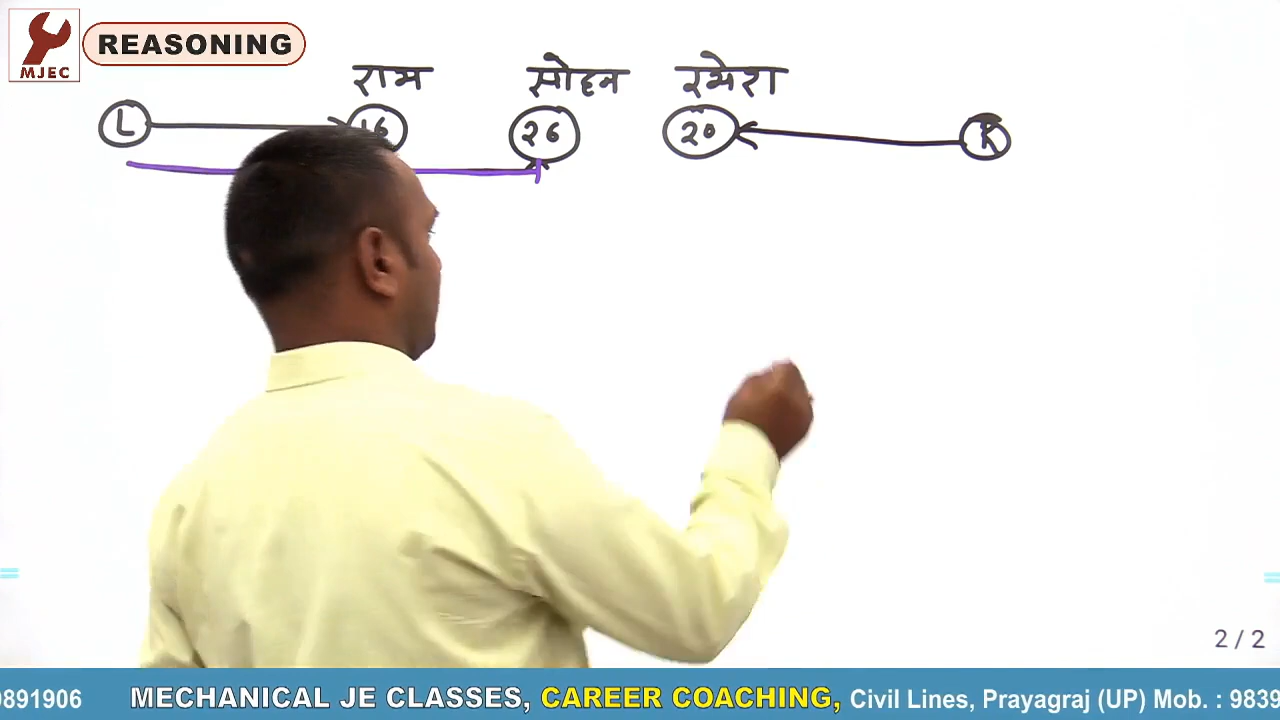 MJEC
REASONING
राम सोहन रमेश
L 16 26 20 R
2 / 2
9891906 MECHANICAL JE CLASSES, CAREER COACHING, Civil Lines, Prayagraj (UP) Mob. : 9839